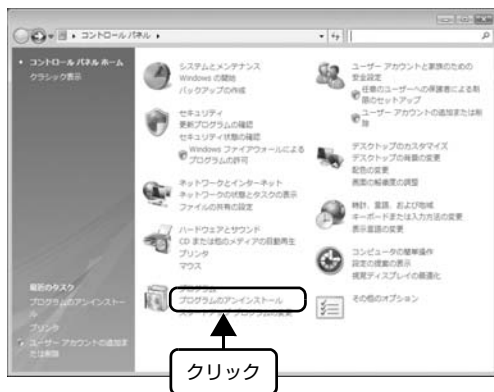 コントロール パネル
コントロール パネル ホーム
クラシック表示
システムとメンテナンス
Windows の開始
バックアップの作成
セキュリティ
更新プログラムの確認
セキュリティ状態の確認
Windows ファイアウォールによる
プログラムの許可
ネットワークとインターネット
ネットワークの状態とタスクの表示
ファイルの共有の設定
ハードウェアとサウンド
CD または他のメディアの自動再生
プリンタ
マウス
プログラム
プログラムのアンインストール
スタートアップ プログラムの変更
ユーザー アカウントと家族のための
安全設定
任意のユーザーへの保護者による制
限のセットアップ
ユーザー アカウントの追加または削
除
デスクトップのカスタマイズ
デスクトップの背景の変更
配色の変更
画面の解像度の調整
時計、言語、および地域
キーボードまたは入力方法の変更
表示言語の変更
コンピュータの簡単操作
設定の提案の表示
視覚ディスプレイの最適化
その他のオプション
最近のタスク
プログラムのアンインストー
ル
プリンタ
ユーザー アカウントの追加ま
たは削除
クリック